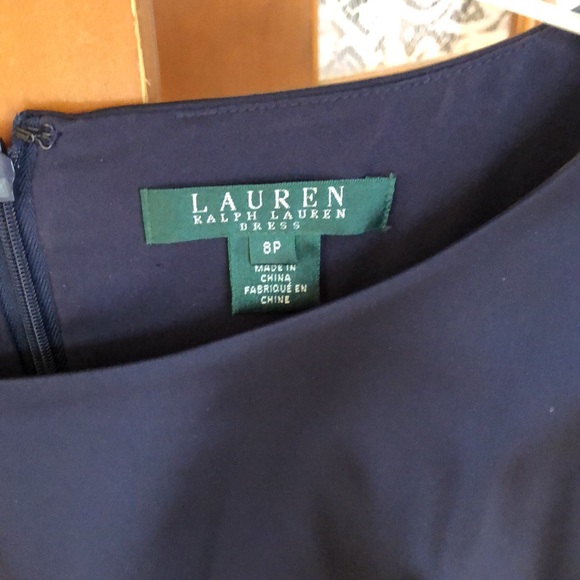 LAUREN
RALPH LAUREN
DRESS
8P
MADE IN
CHINA
FABRIQUÉ EN
CHINE